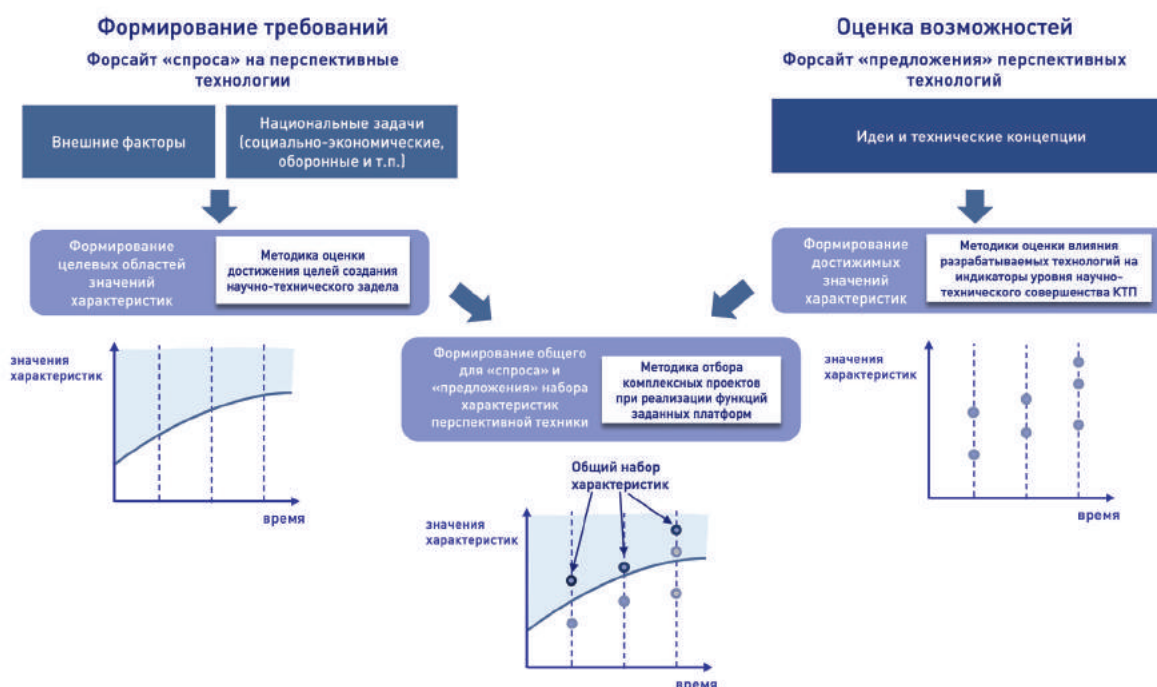 Формирование требований
Форсайт «спроса» на перспективные
технологии
Внешние факторы
Национальные задачи
(социально-экономические,
оборонные и т.п.)
Формирование
целевых областей
значений
характеристик
Методика оценки
достижения целей создания
научно-технического задела
значения
характеристик
время
Оценка возможностей
Форсайт «предложения» перспективных
технологий
Идеи и технические концепции
Формирование
достижимых
значений
характеристик
Методики оценки влияния
разрабатываемых технологий на
индикаторы уровня научно-
технического совершенства КТП
значения
характеристик
время
Формирование общего
для «спроса» и
«предложения» набора
характеристик
перспективной техники
Методика отбора
комплексных проектов
при реализации функций
заданных платформ
Общий набор
характеристик
значения
характеристик
время